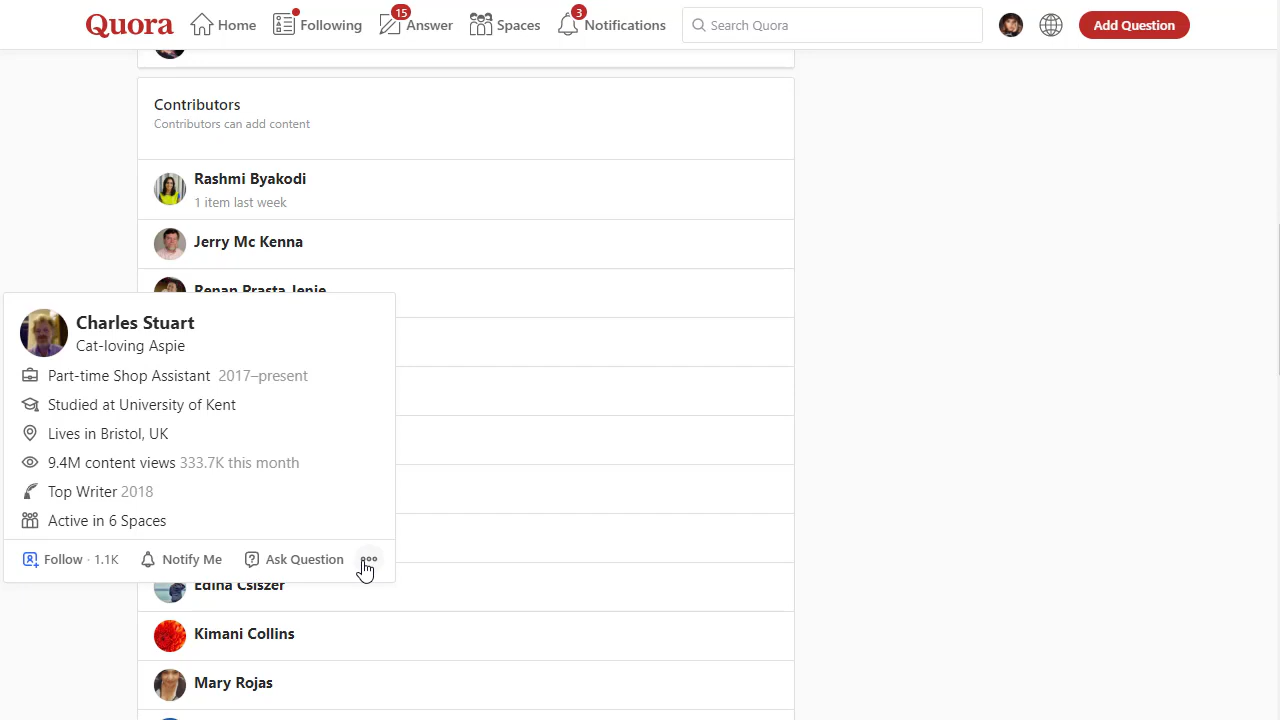 Quora
Home
Following
15
Answer
Spaces
3
Notifications
Search Quora
Add Question
Contributors
Contributors can add content
Rashmi Byakodi
1 item last week
Jerry Mc Kenna
Renan Prasta Jenie
Charles Stuart
Cat-loving Aspie
Part-time Shop Assistant 2017–present
Studied at University of Kent
Lives in Bristol, UK
9.4M content views 333.7K this month
Top Writer 2018
Active in 6 Spaces
Follow · 1.1K
Notify Me
Ask Question
Edina Csiszer
Kimani Collins
Mary Rojas